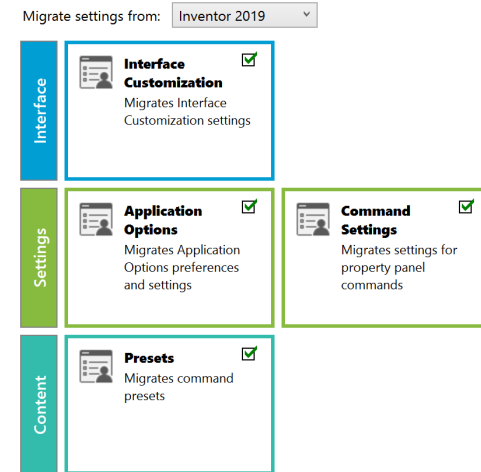 Migrate settings from: Inventor 2019
Interface
Interface
Customization
Migrates Interface
Customization settings
Settings
Application
Options
Migrates Application
Options preferences
and settings
Command
Settings
Migrates settings for
property panel
commands
Content
Presets
Migrates command
presets